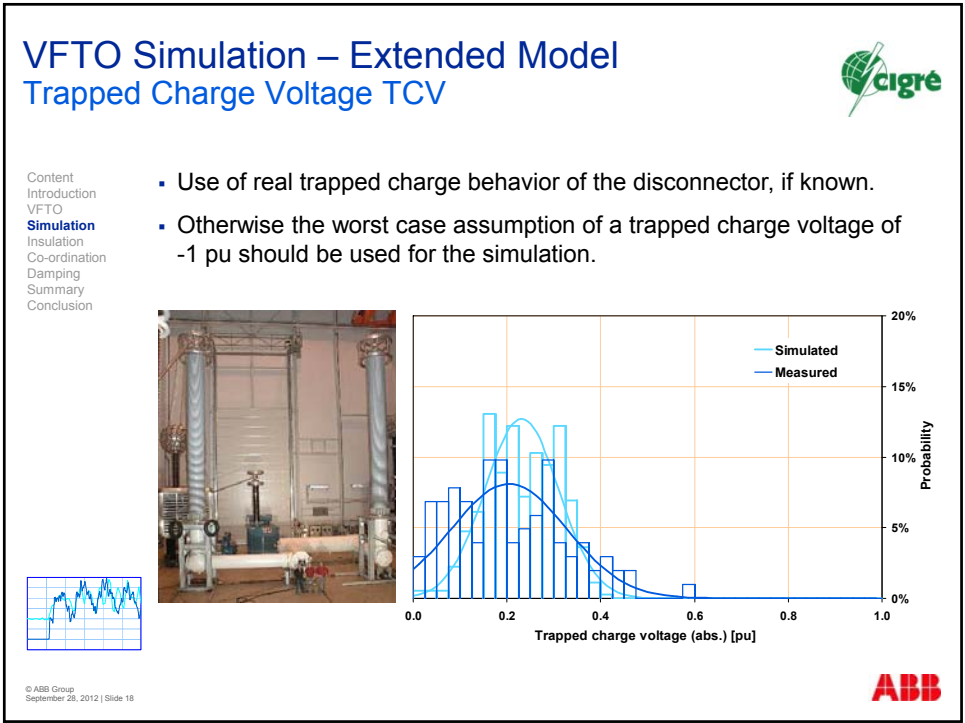 VFTO Simulation – Extended Model
Trapped Charge Voltage TCV
cigré
Content
Introduction
VFTO
Simulation
Insulation
Co-ordination
Damping
Summary
Conclusion
▪ Use of real trapped charge behavior of the disconnector, if known.
▪ Otherwise the worst case assumption of a trapped charge voltage of
-1 pu should be used for the simulation.
20%
15%
10%
5%
0%
Probability
Simulated
Measured
0.0 0.2 0.4 0.6 0.8 1.0
Trapped charge voltage (abs.) [pu]
© ABB Group
September 28, 2012 | Slide 18
ABB